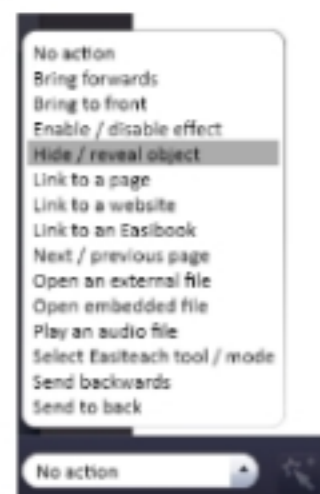 No action
Bring forwards
Bring to front
Enable / disable effect
Hide / reveal object
Link to a page
Link to a website
Link to an Easibook
Next / previous page
Open an external file
Open embedded file
Play an audio file
Select Easiteach tool / mode
Send backwards
Send to back
No action